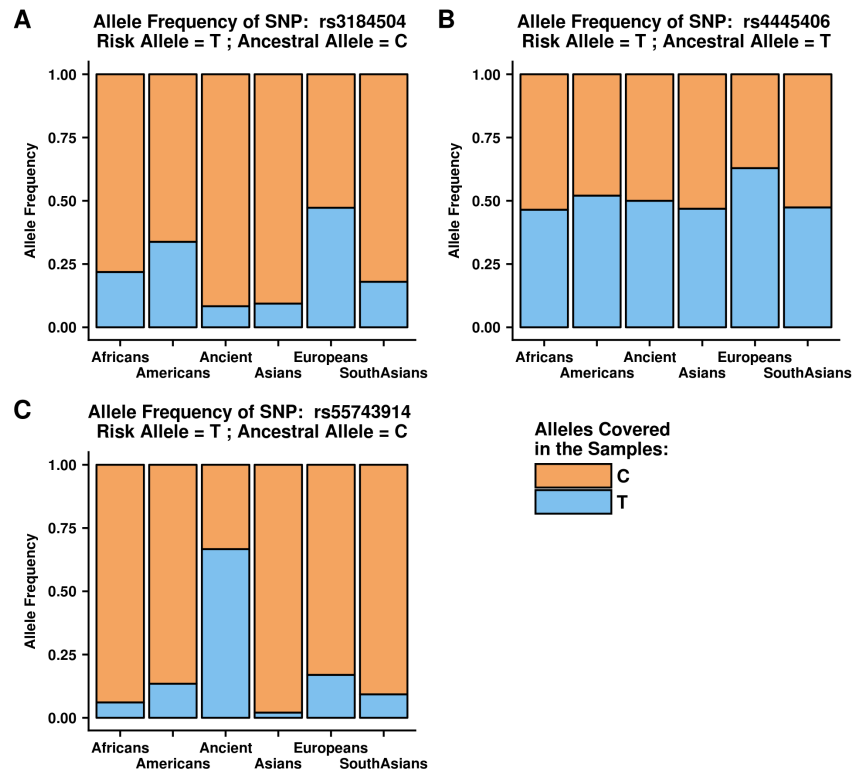 A
Allele Frequency of SNP: rs3184504
Risk Allele = T ; Ancestral Allele = C
Allele Frequency
1.00
0.75
0.50
0.25
0.00
Africans
Americans
Ancient
Asians
Europeans
SouthAsians
B
Allele Frequency of SNP: rs4445406
Risk Allele = T ; Ancestral Allele = T
Allele Frequency
1.00
0.75
0.50
0.25
0.00
Africans
Americans
Ancient
Asians
Europeans
SouthAsians
C
Allele Frequency of SNP: rs55743914
Risk Allele = T ; Ancestral Allele = C
Allele Frequency
1.00
0.75
0.50
0.25
0.00
Africans
Americans
Ancient
Asians
Europeans
SouthAsians
Alleles Covered
in the Samples:
C
T